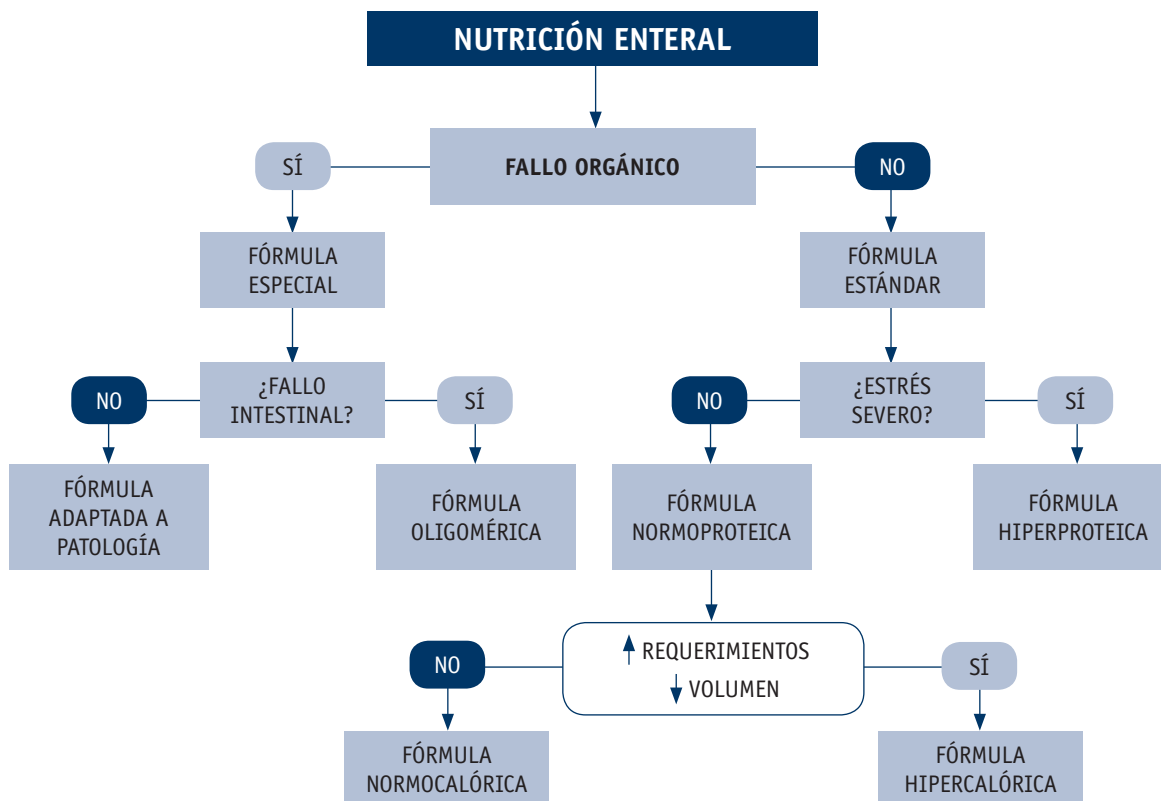 NUTRICIÓN ENTERAL
SÍ
FALLO ORGÁNICO
NO
FÓRMULA
ESPECIAL
FÓRMULA
ESTÁNDAR
NO
¿FALLO
INTESTINAL?
SÍ
NO
¿ESTRÉS
SEVERO?
SÍ
FÓRMULA
ADAPTADA A
PATOLOGÍA
FÓRMULA
OLIGOMÉRICA
FÓRMULA
NORMOPROTEICA
FÓRMULA
HIPERPROTEICA
NO
REQUERIMIENTOS
VOLUMEN
SÍ
FÓRMULA
NORMOCALÓRICA
FÓRMULA
HIPERCALÓRICA